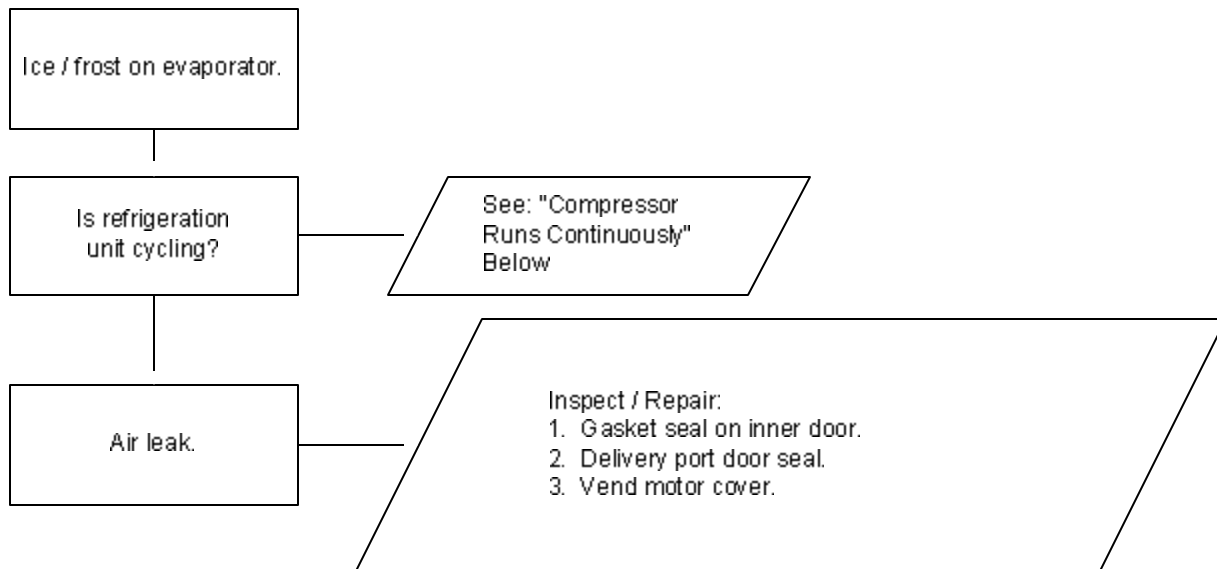 Ice / frost on evaporator.
Is refrigeration
unit cycling?
See: "Compressor
Runs Continuously"
Below
Air leak.
Inspect / Repair:
1. Gasket seal on inner door.
2. Delivery port door seal.
3. Vend motor cover.